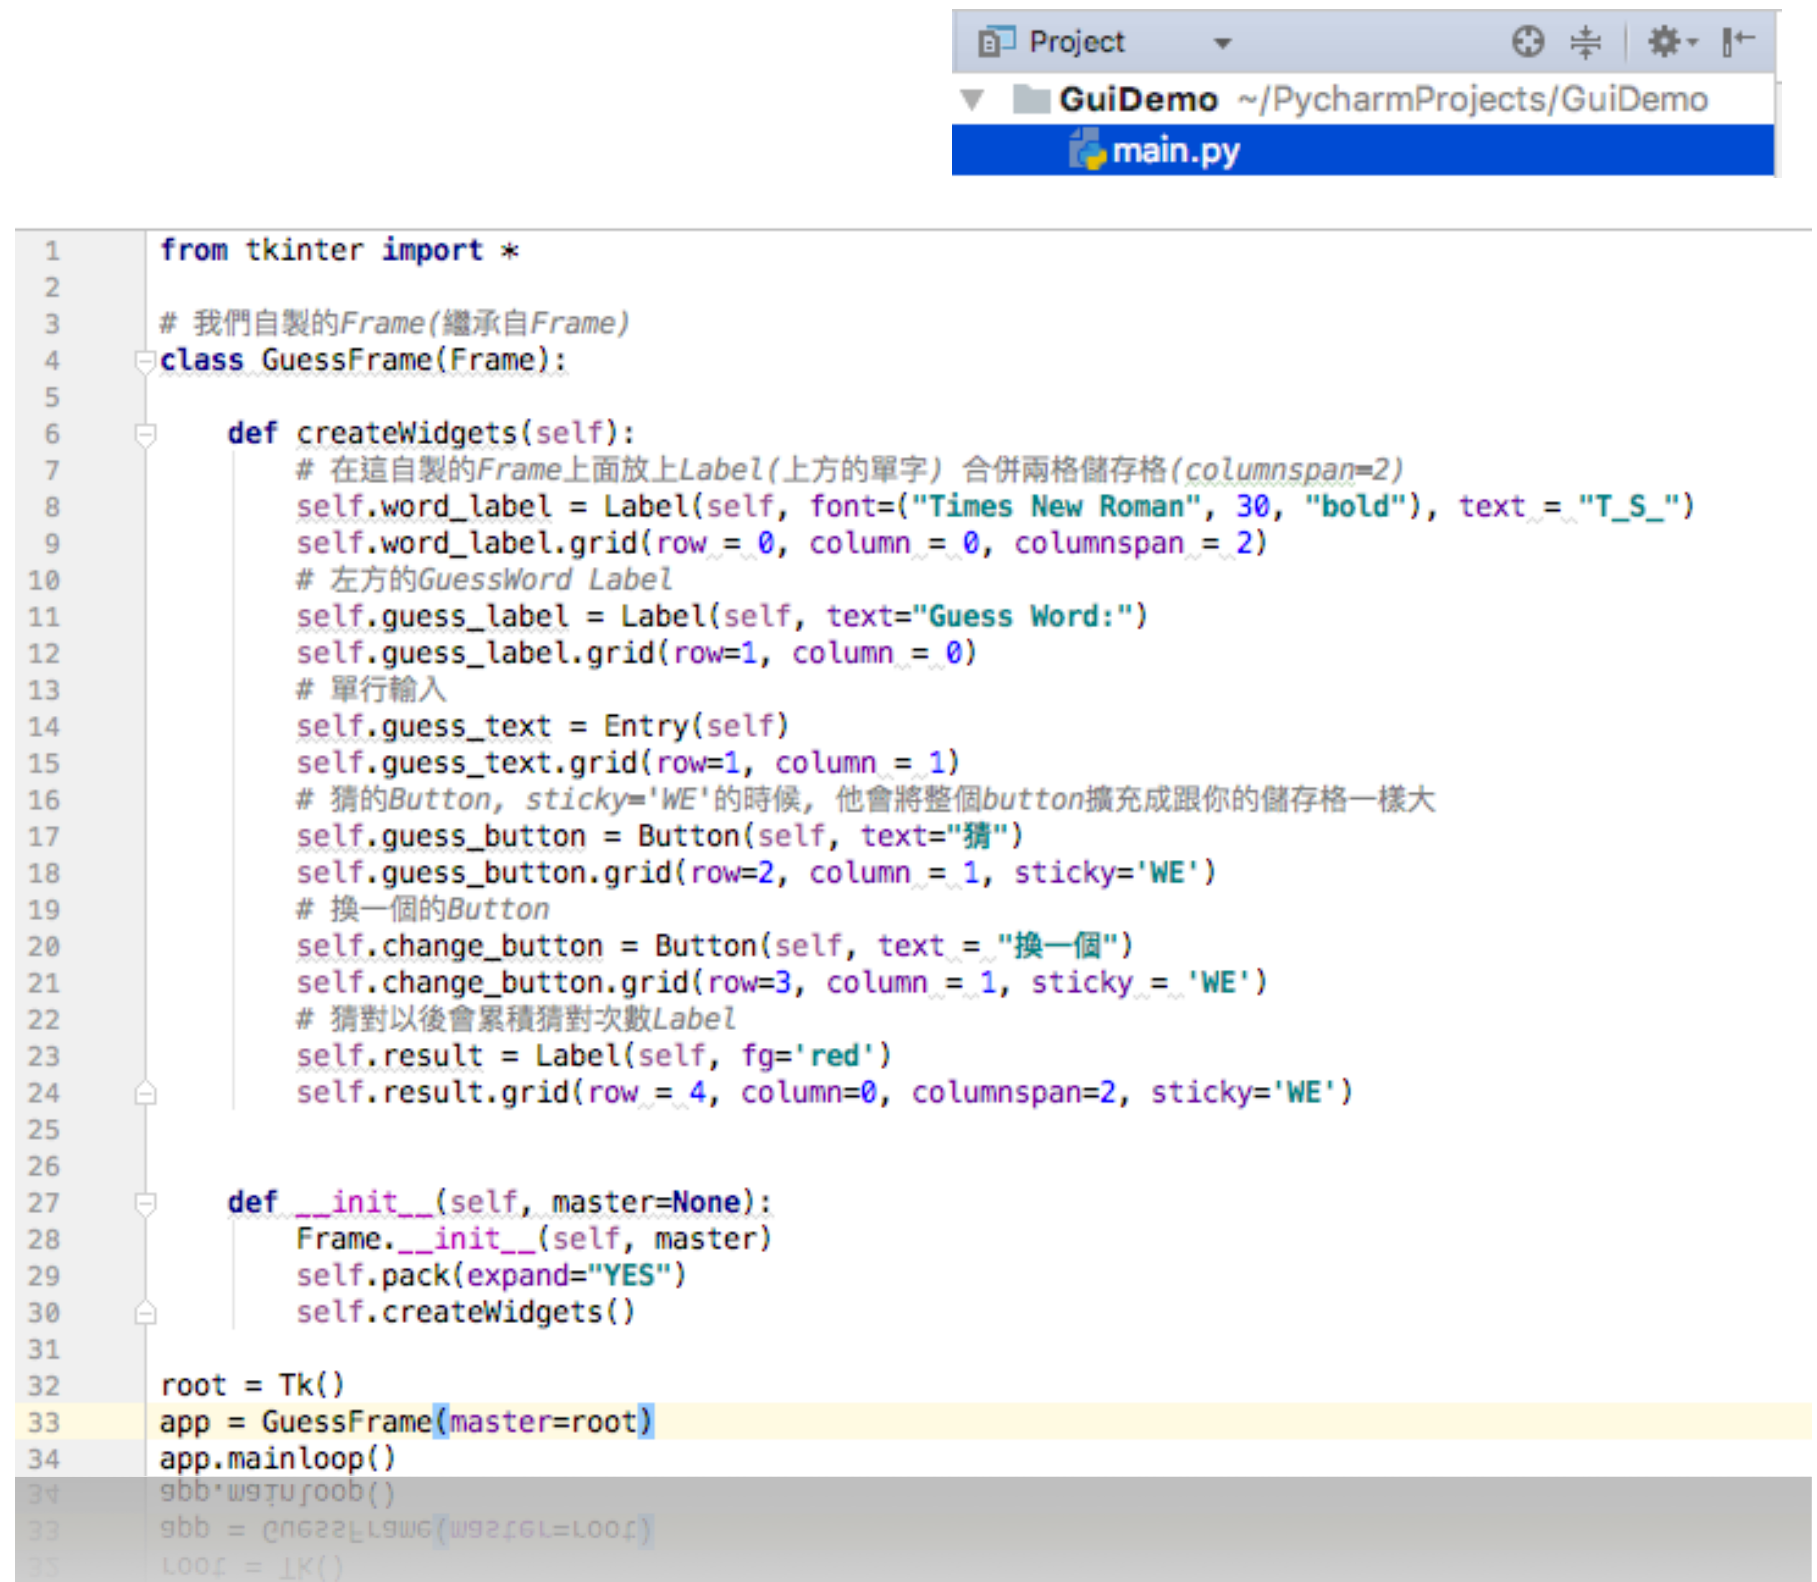 Project
GuiDemo ~/PycharmProjects/GuiDemo
main.py
1 from tkinter import *
2
3 # 我們自製的Frame(繼承自Frame)
4 class GuessFrame(Frame):
5
6     def createWidgets(self):
7         # 在這自製的Frame上面放上Label(上方的單字) 合併兩格儲存格(columnspan=2)
8         self.word_label = Label(self, font=("Times New Roman", 30, "bold"), text = "T_S_")
9         self.word_label.grid(row = 0, column = 0, columnspan = 2)
10         # 左方的GuessWord Label
11         self.guess_label = Label(self, text="Guess Word:")
12         self.guess_label.grid(row=1, column = 0)
13         # 單行輸入
14         self.guess_text = Entry(self)
15         self.guess_text.grid(row=1, column = 1)
16         # 猜的Button, sticky='WE'的時候, 他會將整個button擴充成跟你的儲存格一樣大
17         self.guess_button = Button(self, text="猜")
18         self.guess_button.grid(row=2, column = 1, sticky='WE')
19         # 換一個的Button
20         self.change_button = Button(self, text = "換一個")
21         self.change_button.grid(row=3, column = 1, sticky = 'WE')
22         # 猜對以後會累積猜對次數Label
23         self.result = Label(self, fg='red')
24         self.result.grid(row = 4, column=0, columnspan=2, sticky='WE')
25
26
27     def __init__(self, master=None):
28         Frame.__init__(self, master)
29         self.pack(expand="YES")
30         self.createWidgets()
31
32 root = Tk()
33 app = GuessFrame(master=root)
34 app.mainloop()
34 app.mainloop()
33 app = GuessFrame(master=root)
32 root = Tk()